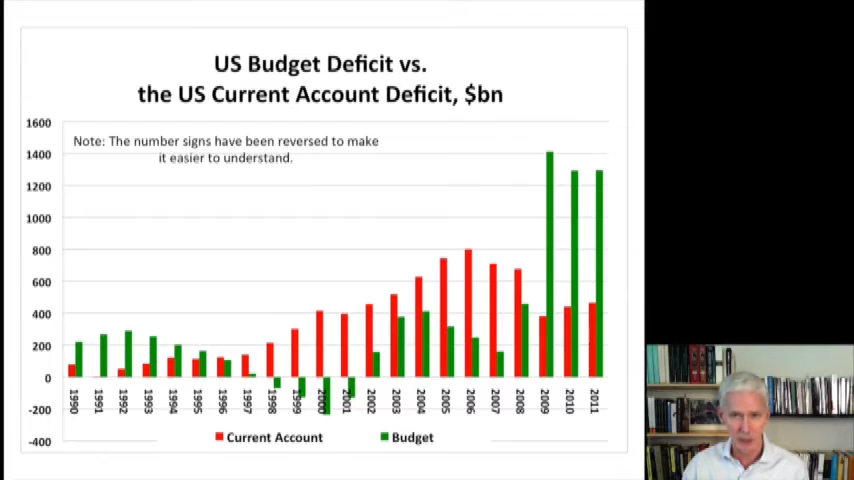 US Budget Deficit vs.
the US Current Account Deficit, $bn
1600
Note: The number signs have been reversed to make
it easier to understand.
1400
1200
1000
800
600
400
200
0
1990 1991 1992 1993 1994 1995 1996 1997 1998 1999 2000 2001 2002 2003 2004 2005 2006 2007 2008 2009 2010 2011
-200
-400
Current Account Budget